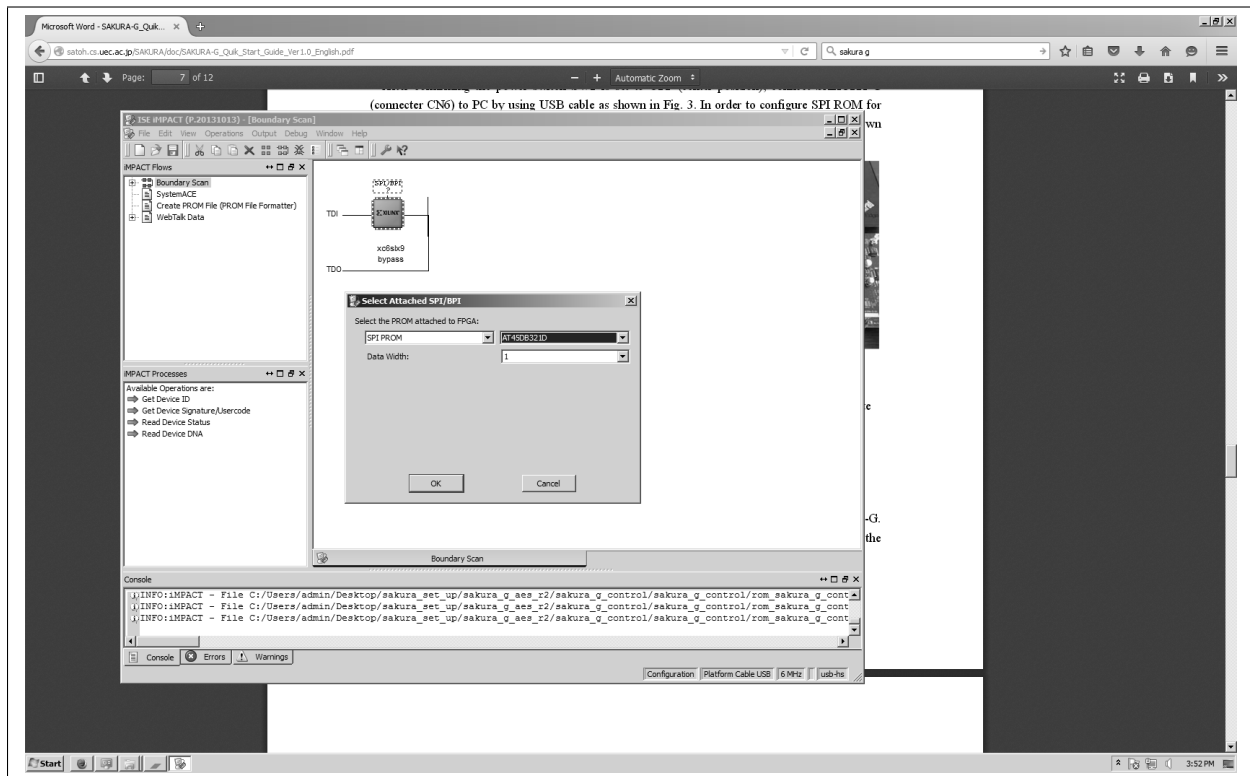 Microsoft Word - SAKURA-G_Quik...
satoh.cs.uec.ac.jp/SAKURA/doc/SAKURA-G_Quik_Start_Guide_Ver1.0_English.pdf
sakura g
Page: 7 of 12
Automatic Zoom
(connecter CN6) to PC by using USB cable as shown in Fig. 3. In order to configure SPI ROM for
wn
ISE iMPACT (P.20131013) - [Boundary Scan]
File Edit View Operations Output Debug Window Help
iMPACT Flows
Boundary Scan
SystemACE
Create PROM File (PROM File Formatter)
WebTalk Data
SPI/BPI
?
TDI
XILINX
xc6slx9
bypass
TDO
Select Attached SPI/BPI
Select the PROM attached to FPGA:
SPI PROM
AT45DB321D
Data Width:
1
OK
Cancel
iMPACT Processes
Available Operations are:
Get Device ID
Get Device Signature/Usercode
Read Device Status
Read Device DNA
e
-G.
the
Boundary Scan
Console
INFO:iMPACT - File C:/Users/admin/Desktop/sakura_set_up/sakura_g_aes_r2/sakura_g_control/sakura_g_control/rom_sakura_g_cont
INFO:iMPACT - File C:/Users/admin/Desktop/sakura_set_up/sakura_g_aes_r2/sakura_g_control/sakura_g_control/rom_sakura_g_cont
INFO:iMPACT - File C:/Users/admin/Desktop/sakura_set_up/sakura_g_aes_r2/sakura_g_control/sakura_g_control/rom_sakura_g_cont
Console Errors Warnings
Configuration Platform Cable USB 6 MHz usb-hs
Start
3:52 PM